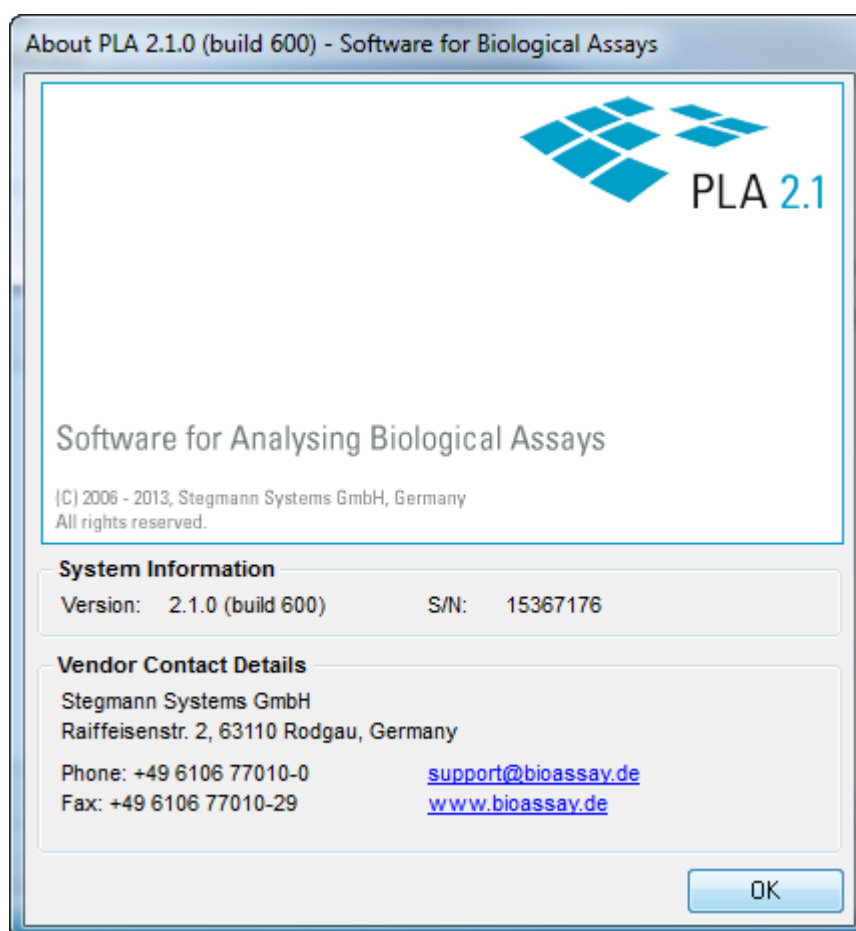 About PLA 2.1.0 (build 600) - Software for Biological Assays
PLA 2.1
Software for Analysing Biological Assays
(C) 2006 - 2013, Stegmann Systems GmbH, Germany
All rights reserved.
System Information
Version: 2.1.0 (build 600) S/N: 15367176
Vendor Contact Details
Stegmann Systems GmbH
Raiffeisenstr. 2, 63110 Rodgau, Germany
Phone: +49 6106 77010-0 support@bioassay.de
Fax: +49 6106 77010-29 www.bioassay.de
OK